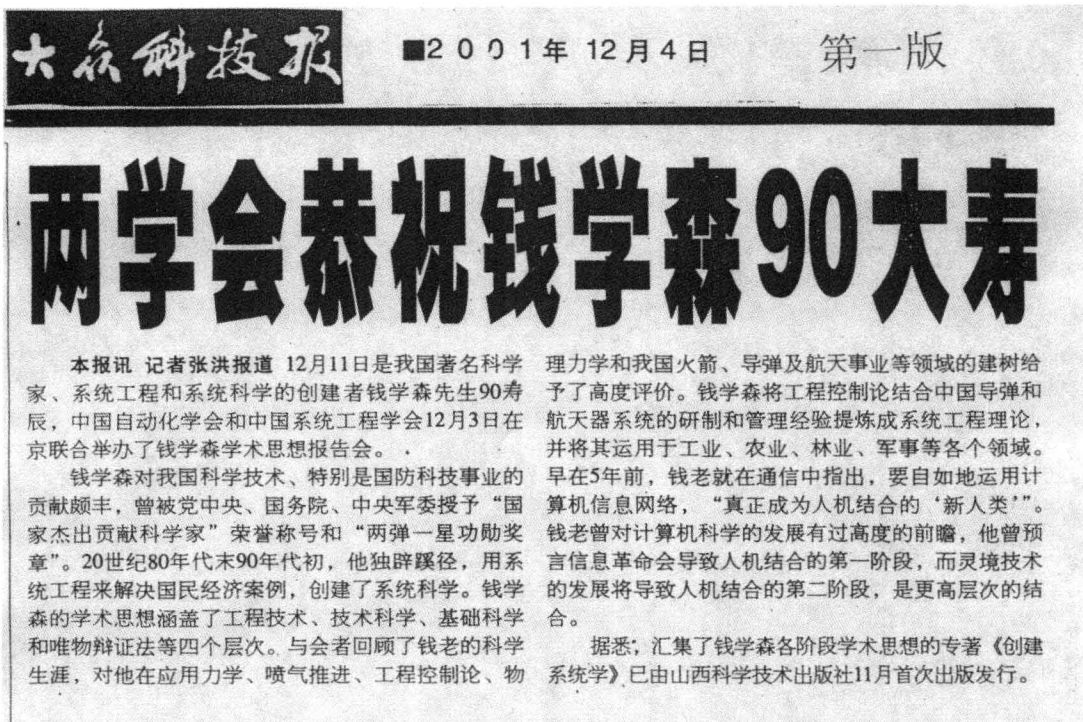 大众科技报
■2001年 12月4日
第一版
两学会恭祝钱学森90大寿
本报讯 记者张洪报道 12月11日是我国著名科学
家、系统工程和系统科学的创建者钱学森先生90寿
辰，中国自动化学会和中国系统工程学会12月3日在
京联合举办了钱学森学术思想报告会。
钱学森对我国科学技术、特别是国防科技事业的
贡献颇丰，曾被党中央、国务院、中央军委授予“国
家杰出贡献科学家”荣誉称号和“两弹一星功勋奖
章”。20世纪80年代末90年代初，他独辟蹊径，用系
统工程来解决国民经济案例，创建了系统科学。钱学
森的学术思想涵盖了工程技术、技术科学、基础科学
和唯物辩证法等四个层次。与会者回顾了钱老的科学
生涯，对他在应用力学、喷气推进、工程控制论、物
理力学和我国火箭、导弹及航天事业等领域的建树给
予了高度评价。钱学森将工程控制论结合中国导弹和
航天器系统的研制和管理经验提炼成系统工程理论，
并将其运用于工业、农业、林业、军事等各个领域。
早在5年前，钱老就在通信中指出，要自如地运用计
算机信息网络，“真正成为人机结合的‘新人类’”。
钱老曾对计算机科学的发展有过高度的前瞻，他曾预
言信息革命会导致人机结合的第一阶段，而灵境技术
的发展将导致人机结合的第二阶段，是更高层次的结
合。
据悉，汇集了钱学森各阶段学术思想的专著《创建
系统学》已由山西科学技术出版社11月首次出版发行。